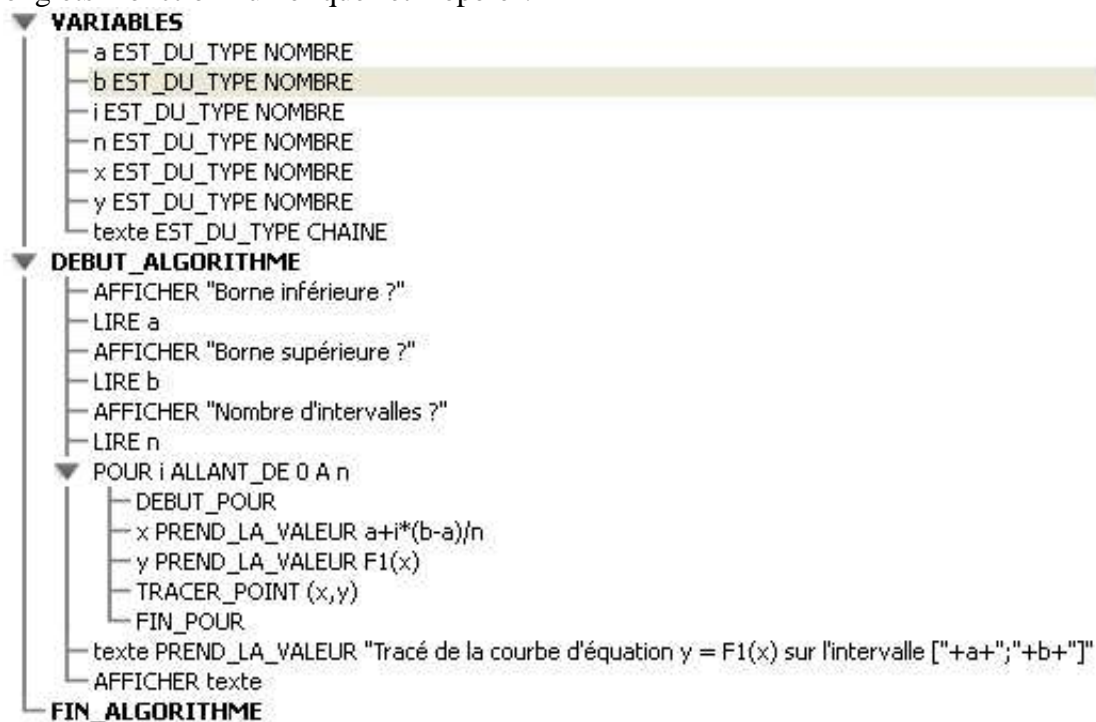 VARIABLES
a EST_DU_TYPE NOMBRE
b EST_DU_TYPE NOMBRE
i EST_DU_TYPE NOMBRE
n EST_DU_TYPE NOMBRE
x EST_DU_TYPE NOMBRE
y EST_DU_TYPE NOMBRE
texte EST_DU_TYPE CHAINE
DEBUT_ALGORITHME
AFFICHER "Borne inférieure ?"
LIRE a
AFFICHER "Borne supérieure ?"
LIRE b
AFFICHER "Nombre d'intervalles ?"
LIRE n
POUR i ALLANT_DE 0 A n
DEBUT_POUR
x PREND_LA_VALEUR a+i*(b-a)/n
y PREND_LA_VALEUR F1(x)
TRACER_POINT (x,y)
FIN_POUR
texte PREND_LA_VALEUR "Tracé de la courbe d'équation y = F1(x) sur l'intervalle ["+a+";"+b+"]"
AFFICHER texte
FIN_ALGORITHME